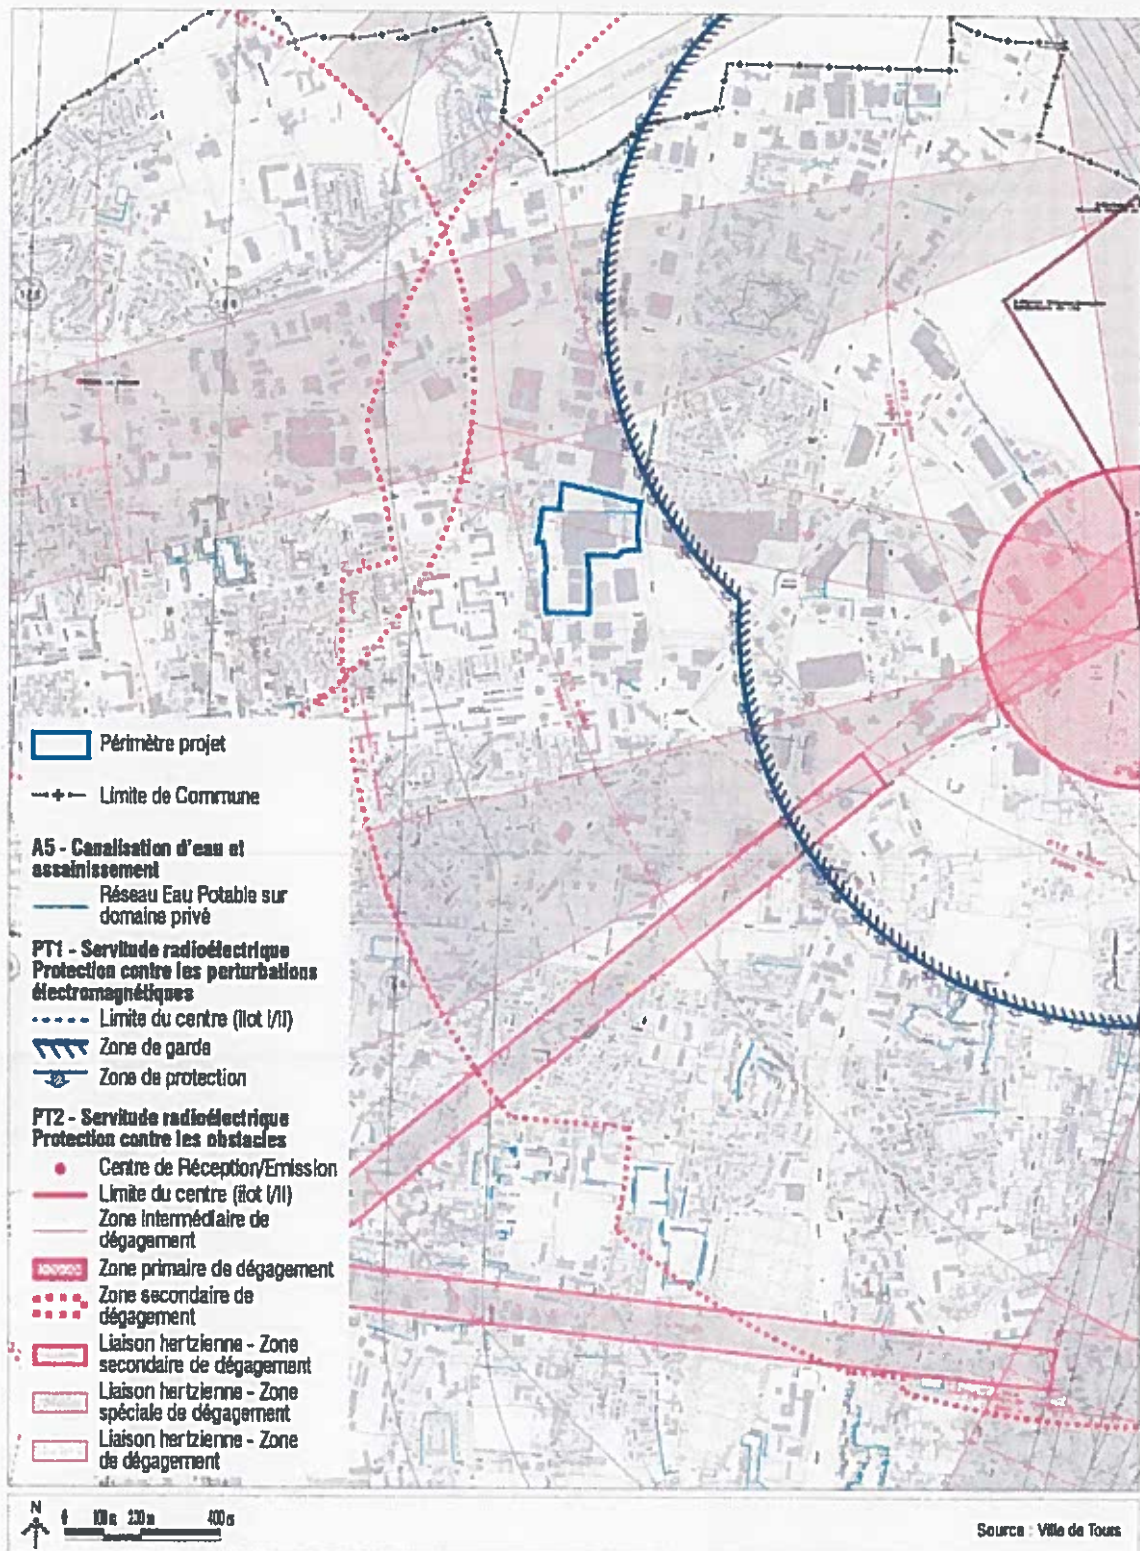 Périmètre projet
Limite de Commune
A5 - Canalisation d'eu et
assainissement
Réseau Eau Potable sur
domaine privé
PT1 - Servitude radioélectrique
Protection contre les perturbations
électromagnétiques
Limite du centre (ilot I/II)
Zone de garde
Zone de protection
PT2 - Servitude radioélectrique
Protection contre les obstacles
Centre de Réception/Emission
Limite du centre (ilot I/II)
Zone intermédiaire de
dégagement
Zone primaire de dégagement
Zone secondaire de
dégagement
Liaison hertzienne - Zone
secondaire de dégagement
Liaison hertzienne - Zone
spéciale de dégagement
Liaison hertzienne - Zone
de dégagement
N
0 100 m 200 m 400 m
Source : Ville de Tours